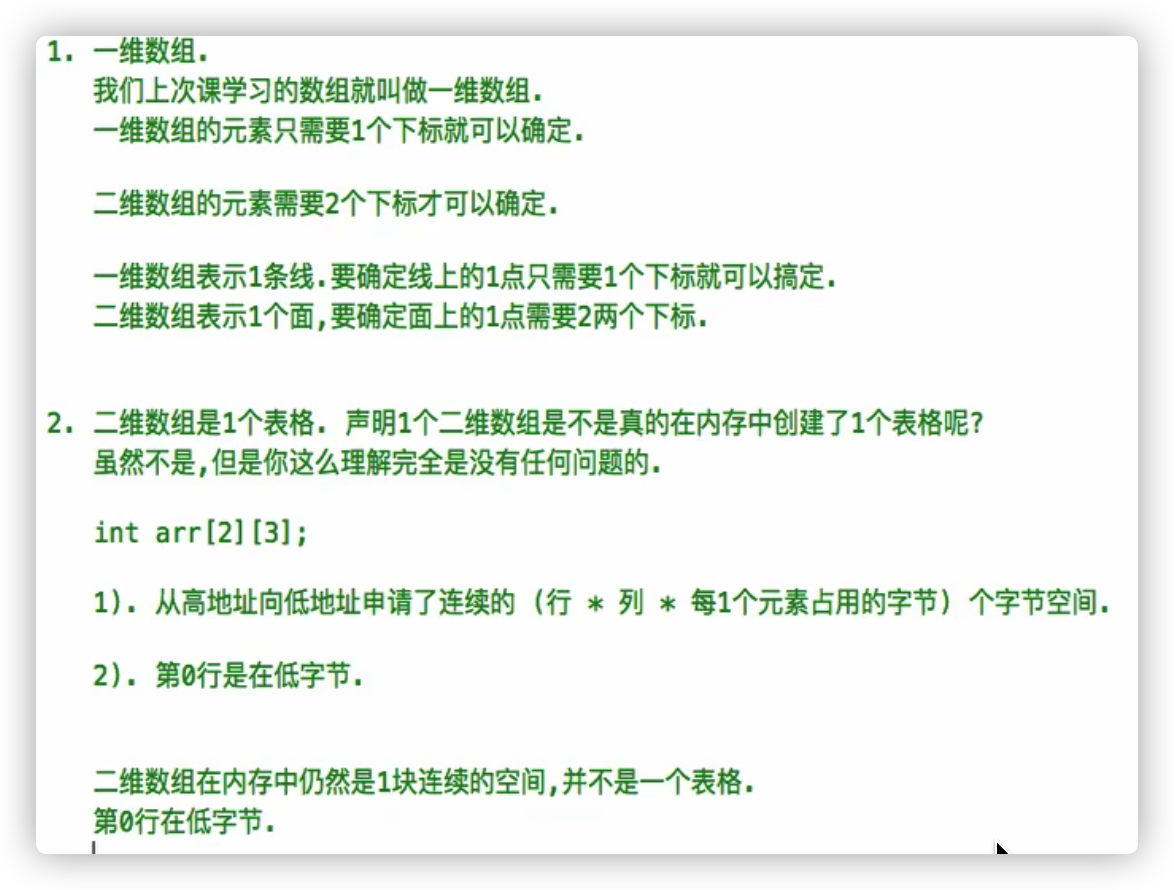 1. 一维数组.
我们上次课学习的数组就叫做一维数组.
一维数组的元素只需要1个下标就可以确定.
二维数组的元素需要2个下标才可以确定.
一维数组表示1条线.要确定线上的1点只需要1个下标就可以搞定.
二维数组表示1个面,要确定面上的1点需要2两个下标.
2. 二维数组是1个表格. 声明1个二维数组是不是真的在内存中创建了1个表格呢?
虽然不是,但是你这么理解完全是没有任何问题的.
int arr[2][3];
1). 从高地址向低地址申请了连续的 (行 * 列 * 每1个元素占用的字节) 个字节空间.
2). 第0行是在低字节.
二维数组在内存中仍然是1块连续的空间,并不是一个表格.
第0行在低字节.